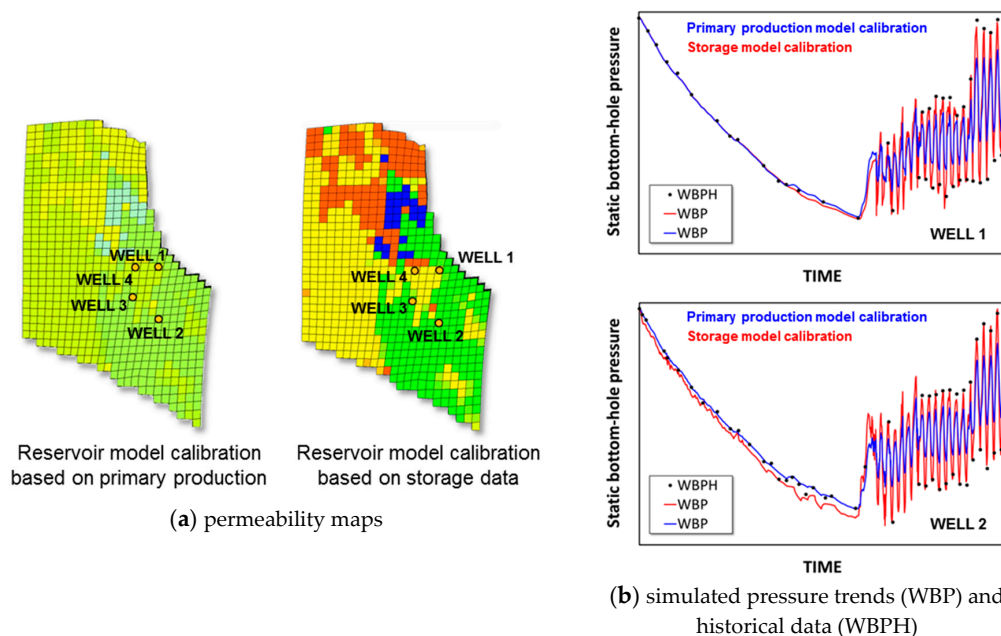 WELL 1
WELL 4
WELL 3
WELL 2
Reservoir model calibration
based on primary production
WELL 1
WELL 4
WELL 3
WELL 2
Reservoir model calibration
based on storage data
(a) permeability maps
Primary production model calibration
Storage model calibration
Static bottom-hole pressure
WBPH
WBP
WBP
WELL 1
TIME
Primary production model calibration
Storage model calibration
Static bottom-hole pressure
WBPH
WBP
WBP
WELL 2
TIME
(b) simulated pressure trends (WBP) and
historical data (WBPH)